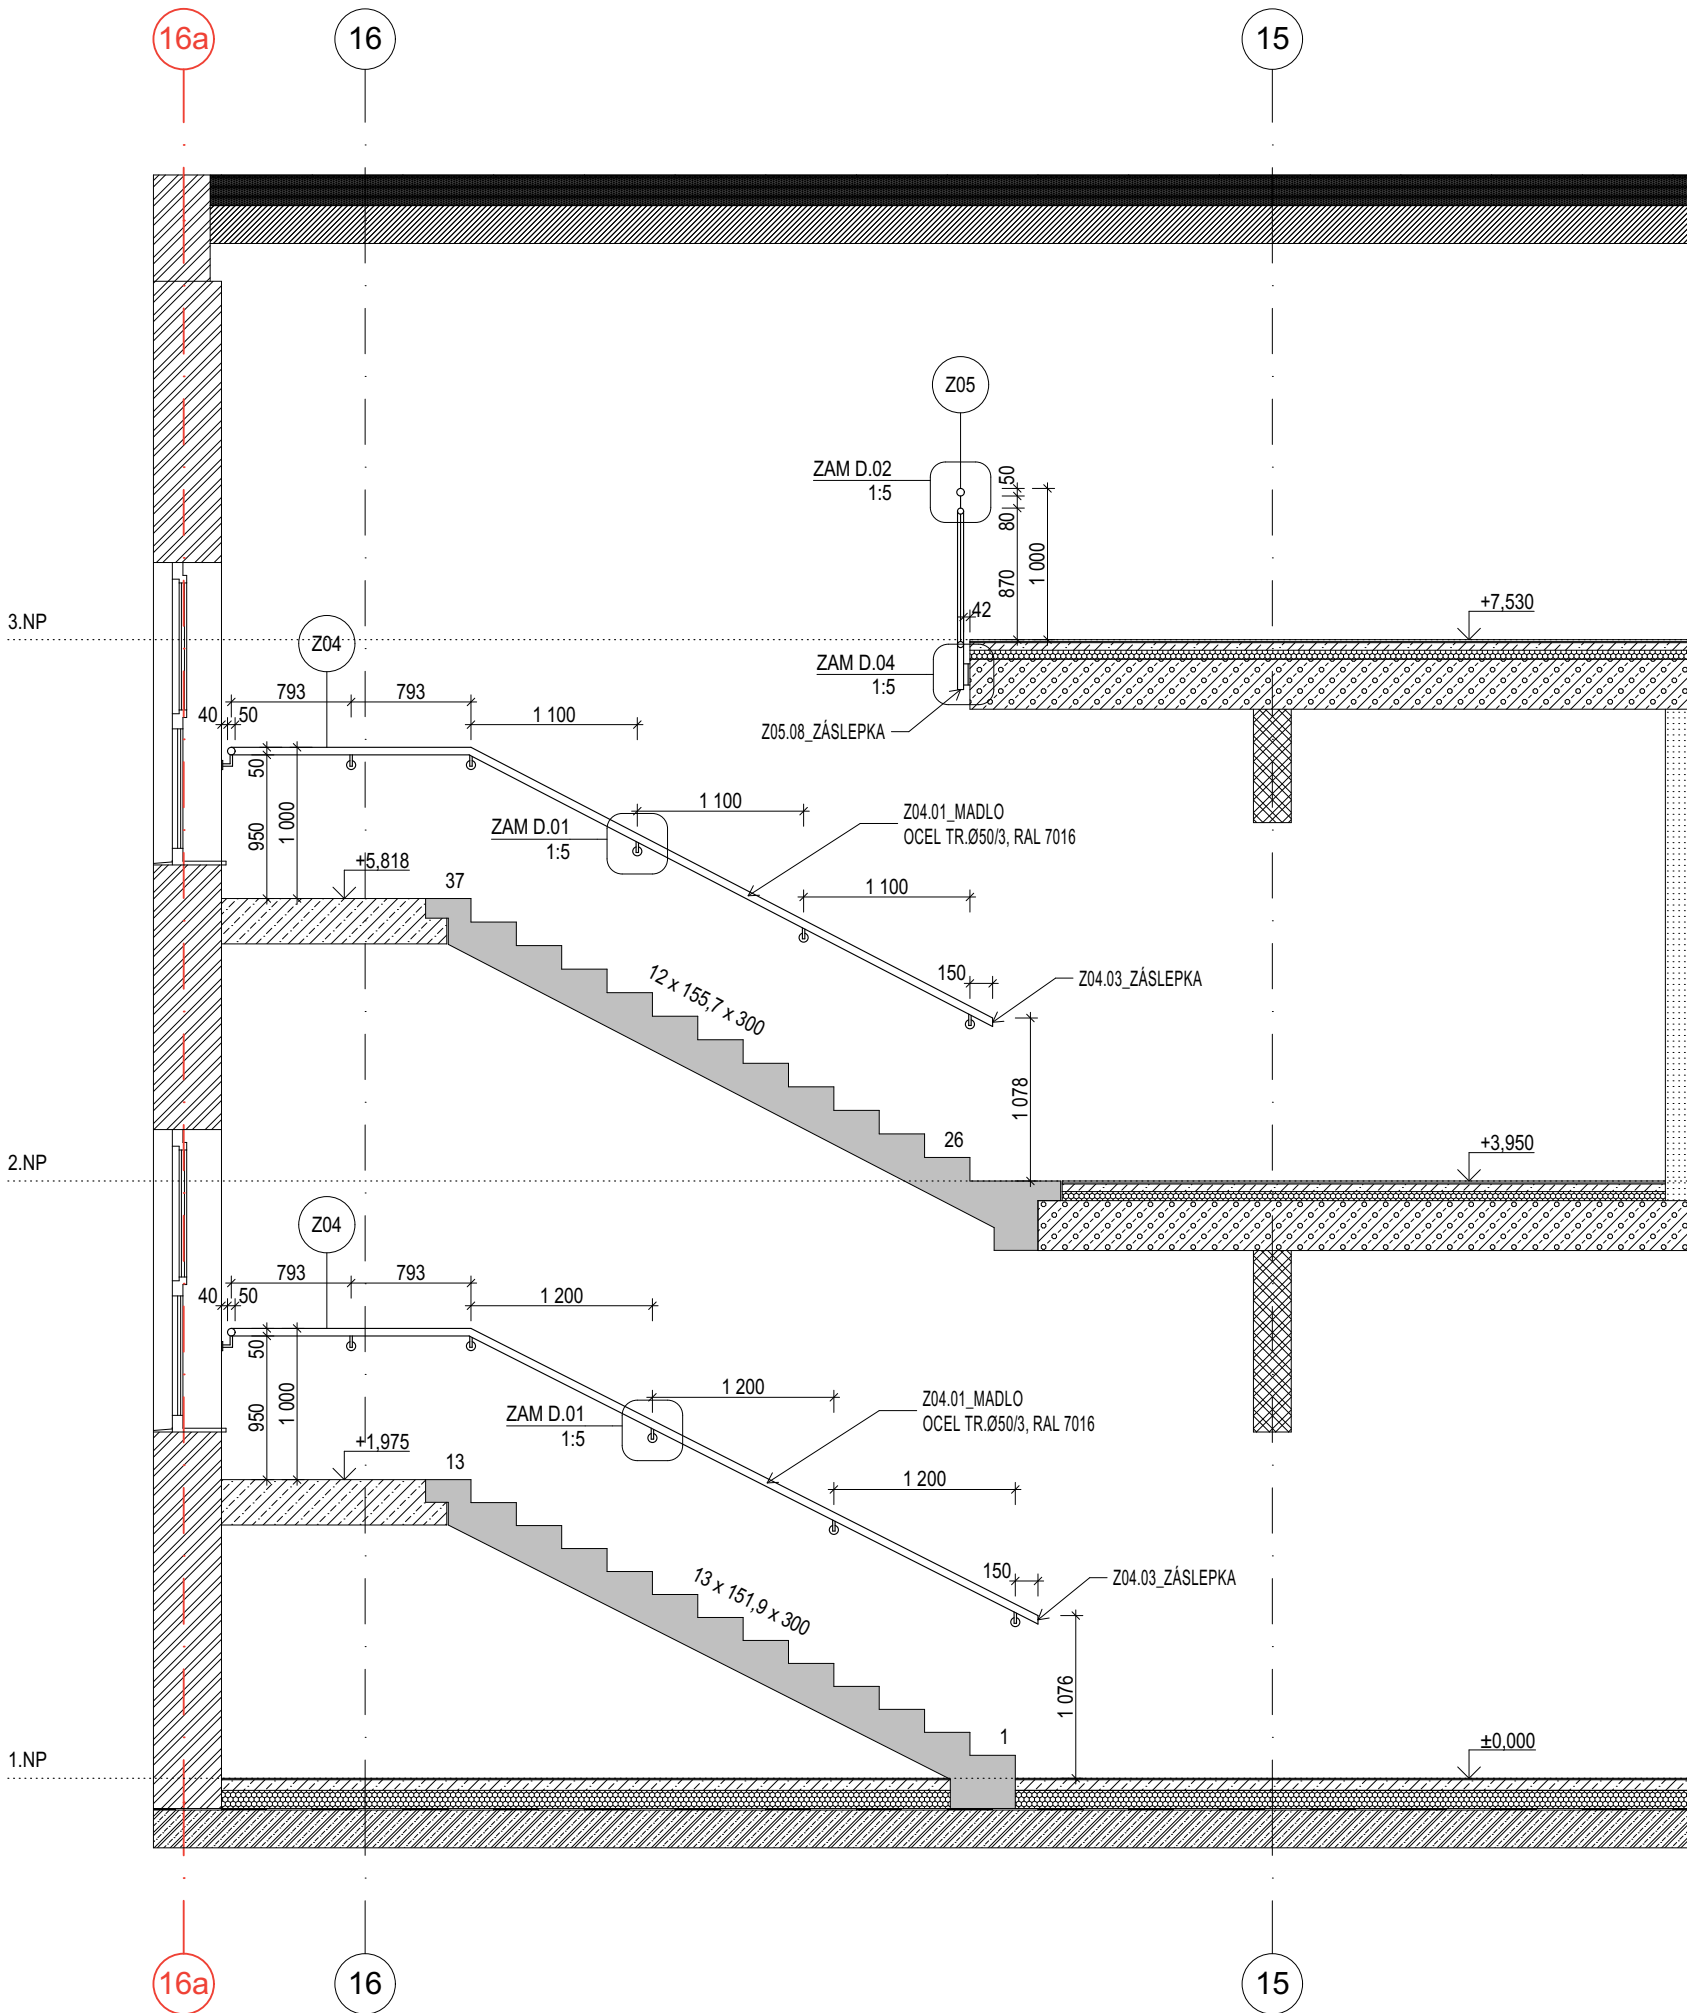 16a
16
15
Z05
ZAM D.02
1:5
50
80
870
1 000
42
+7,530
3.NP
Z04
ZAM D.04
1:5
Z05.08_ZÁSLEPKA
793
793
40
50
1 100
50
950
1 000
1 100
ZAM D.01
1:5
Z04.01_MADLO
OCEL TR.Ø50/3, RAL 7016
+5,818
37
1 100
150
Z04.03_ZÁSLEPKA
12 x 155,7 x 300
1 078
26
+3,950
2.NP
Z04
793
793
40
50
1 200
50
950
1 000
1 200
ZAM D.01
1:5
Z04.01_MADLO
OCEL TR.Ø50/3, RAL 7016
+1,975
13
1 200
150
Z04.03_ZÁSLEPKA
13 x 151,9 x 300
1 076
1
±0,000
1.NP
16a
16
15